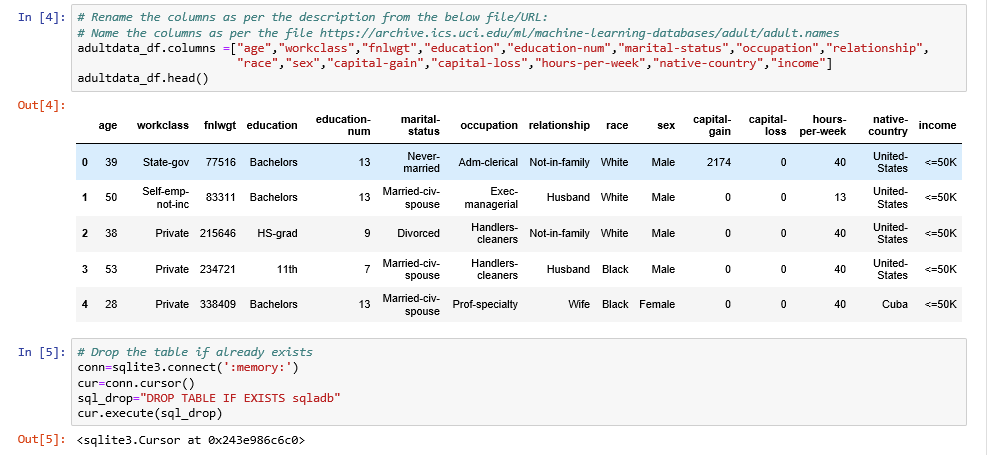 In [4]: # Rename the columns as per the description from the below file/URL:
# Name the columns as per the file https://archive.ics.uci.edu/ml/machine-learning-databases/adult/adult.names
adultdata_df.columns =["age","workclass","fnlwgt","education","education-num","marital-status","occupation","relationship",
"race","sex","capital-gain","capital-loss","hours-per-week","native-country","income"]
adultdata_df.head()
Out[4]:
age workclass fnlwgt education education-num marital-status occupation relationship race sex capital-gain capital-loss hours-per-week native-country income
0 39 State-gov 77516 Bachelors 13 Never-married Adm-clerical Not-in-family White Male 2174 0 40 United-States <=50K
1 50 Self-emp-not-inc 83311 Bachelors 13 Married-civ-spouse Exec-managerial Husband White Male 0 0 13 United-States <=50K
2 38 Private 215646 HS-grad 9 Divorced Handlers-cleaners Not-in-family White Male 0 0 40 United-States <=50K
3 53 Private 234721 11th 7 Married-civ-spouse Handlers-cleaners Husband Black Male 0 0 40 United-States <=50K
4 28 Private 338409 Bachelors 13 Married-civ-spouse Prof-specialty Wife Black Female 0 0 40 Cuba <=50K
In [5]: # Drop the table if already exists
conn=sqlite3.connect(':memory:')
cur=conn.cursor()
sql_drop="DROP TABLE IF EXISTS sqladb"
cur.execute(sql_drop)
Out[5]: <sqlite3.Cursor at 0x243e986c6c0>